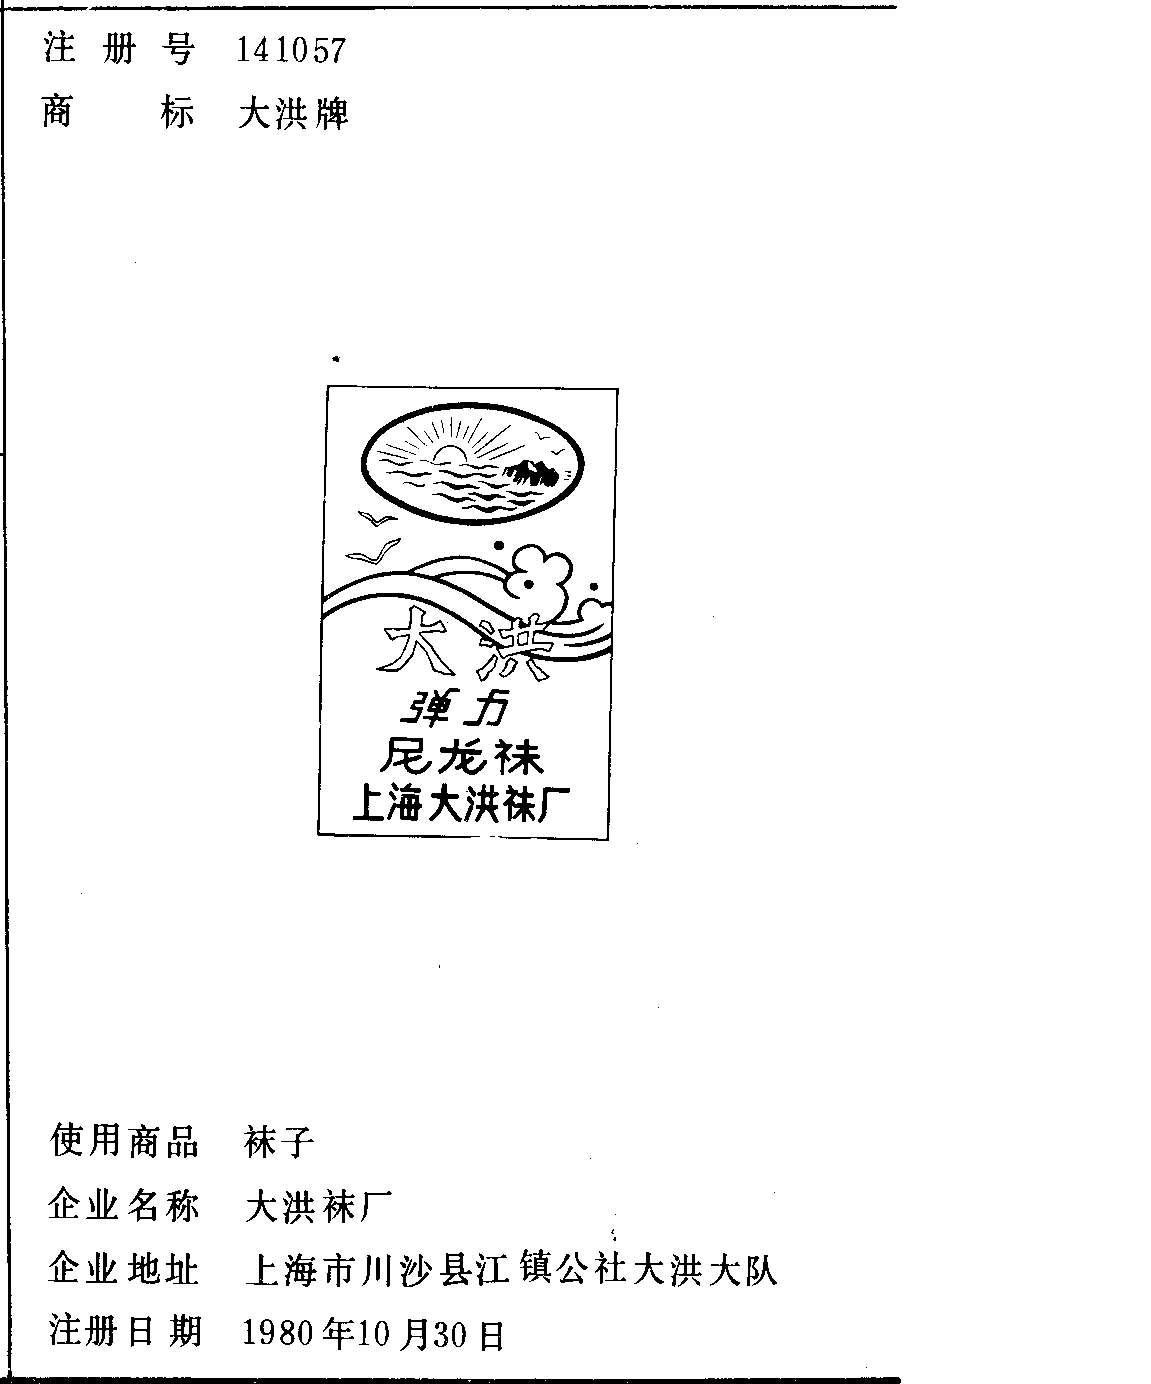 注册号 141057
商标 大洪牌
大洪
弹力
尼龙袜
上海大洪袜厂
使用商品 袜子
企业名称 大洪袜厂
企业地址 上海市川沙县江镇公社大洪大队
注册日期 1980年10月30日